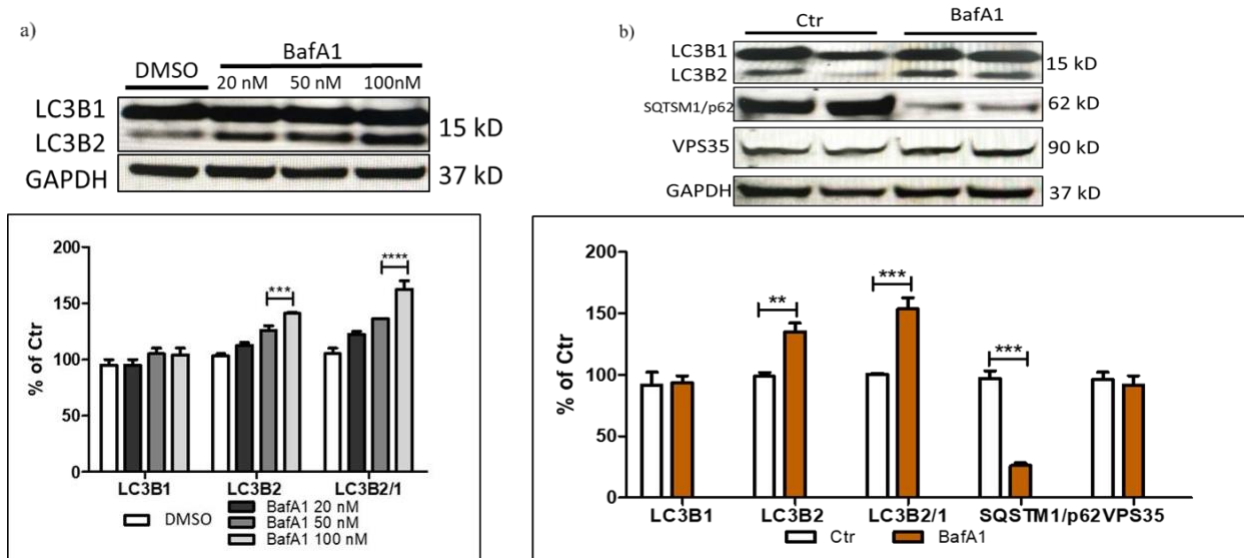 a)
BafA1
DMSO 20 nM 50 nM 100nM
LC3B1
LC3B2
15 kD
GAPDH
37 kD
200
150
100
50
0
% of Ctr
***
****
LC3B1 LC3B2 LC3B2/1
DMSO
BafA1 20 nM
BafA1 50 nM
BafA1 100 nM
b)
Ctr BafA1
LC3B1
LC3B2
15 kD
SQTSM1/p62
62 kD
VPS35
90 kD
GAPDH
37 kD
200
150
100
50
0
% of Ctr
**
***
***
LC3B1 LC3B2 LC3B2/1 SQSTM1/p62 VPS35
Ctr BafA1